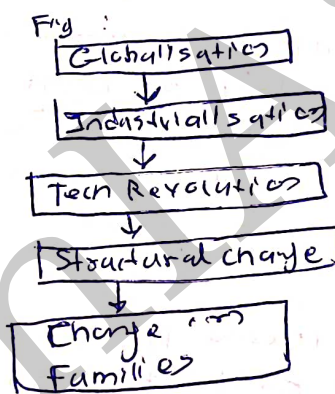 Fig :
Globalisation
Industrialisation
Tech Revolution
Structural change
Change in
Families